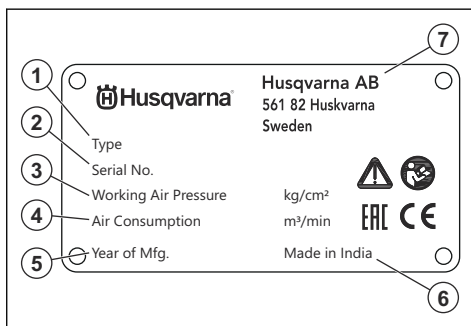 7
1
Husqvarna
Husqvarna AB
561 82 Huskvarna
Sweden
2
Type
Serial No.
3
Working Air Pressure kg/cm²
4
Air Consumption m³/min
EAC CE
5
Year of Mfg. Made in India
6